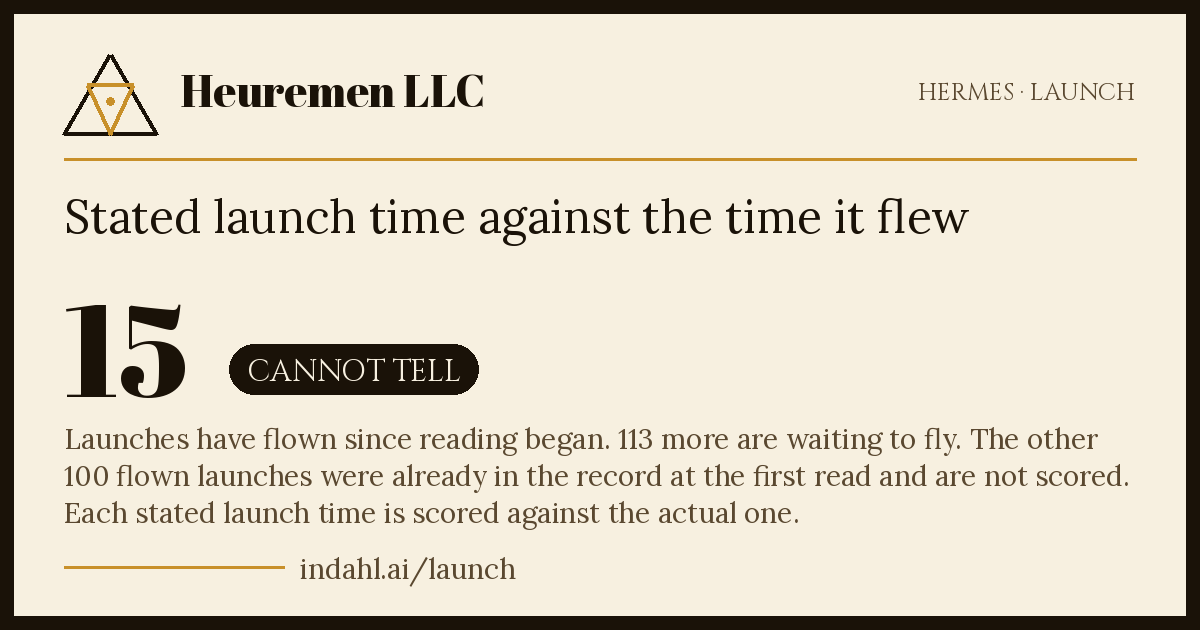 Heuremen LLC
HERMES · LAUNCH
Stated launch time against the time it flew
15
CANNOT TELL
Launches have flown since reading began. 113 more are waiting to fly. The other
100 flown launches were already in the record at the first read and are not scored.
Each stated launch time is scored against the actual one.
indahl.ai/launch